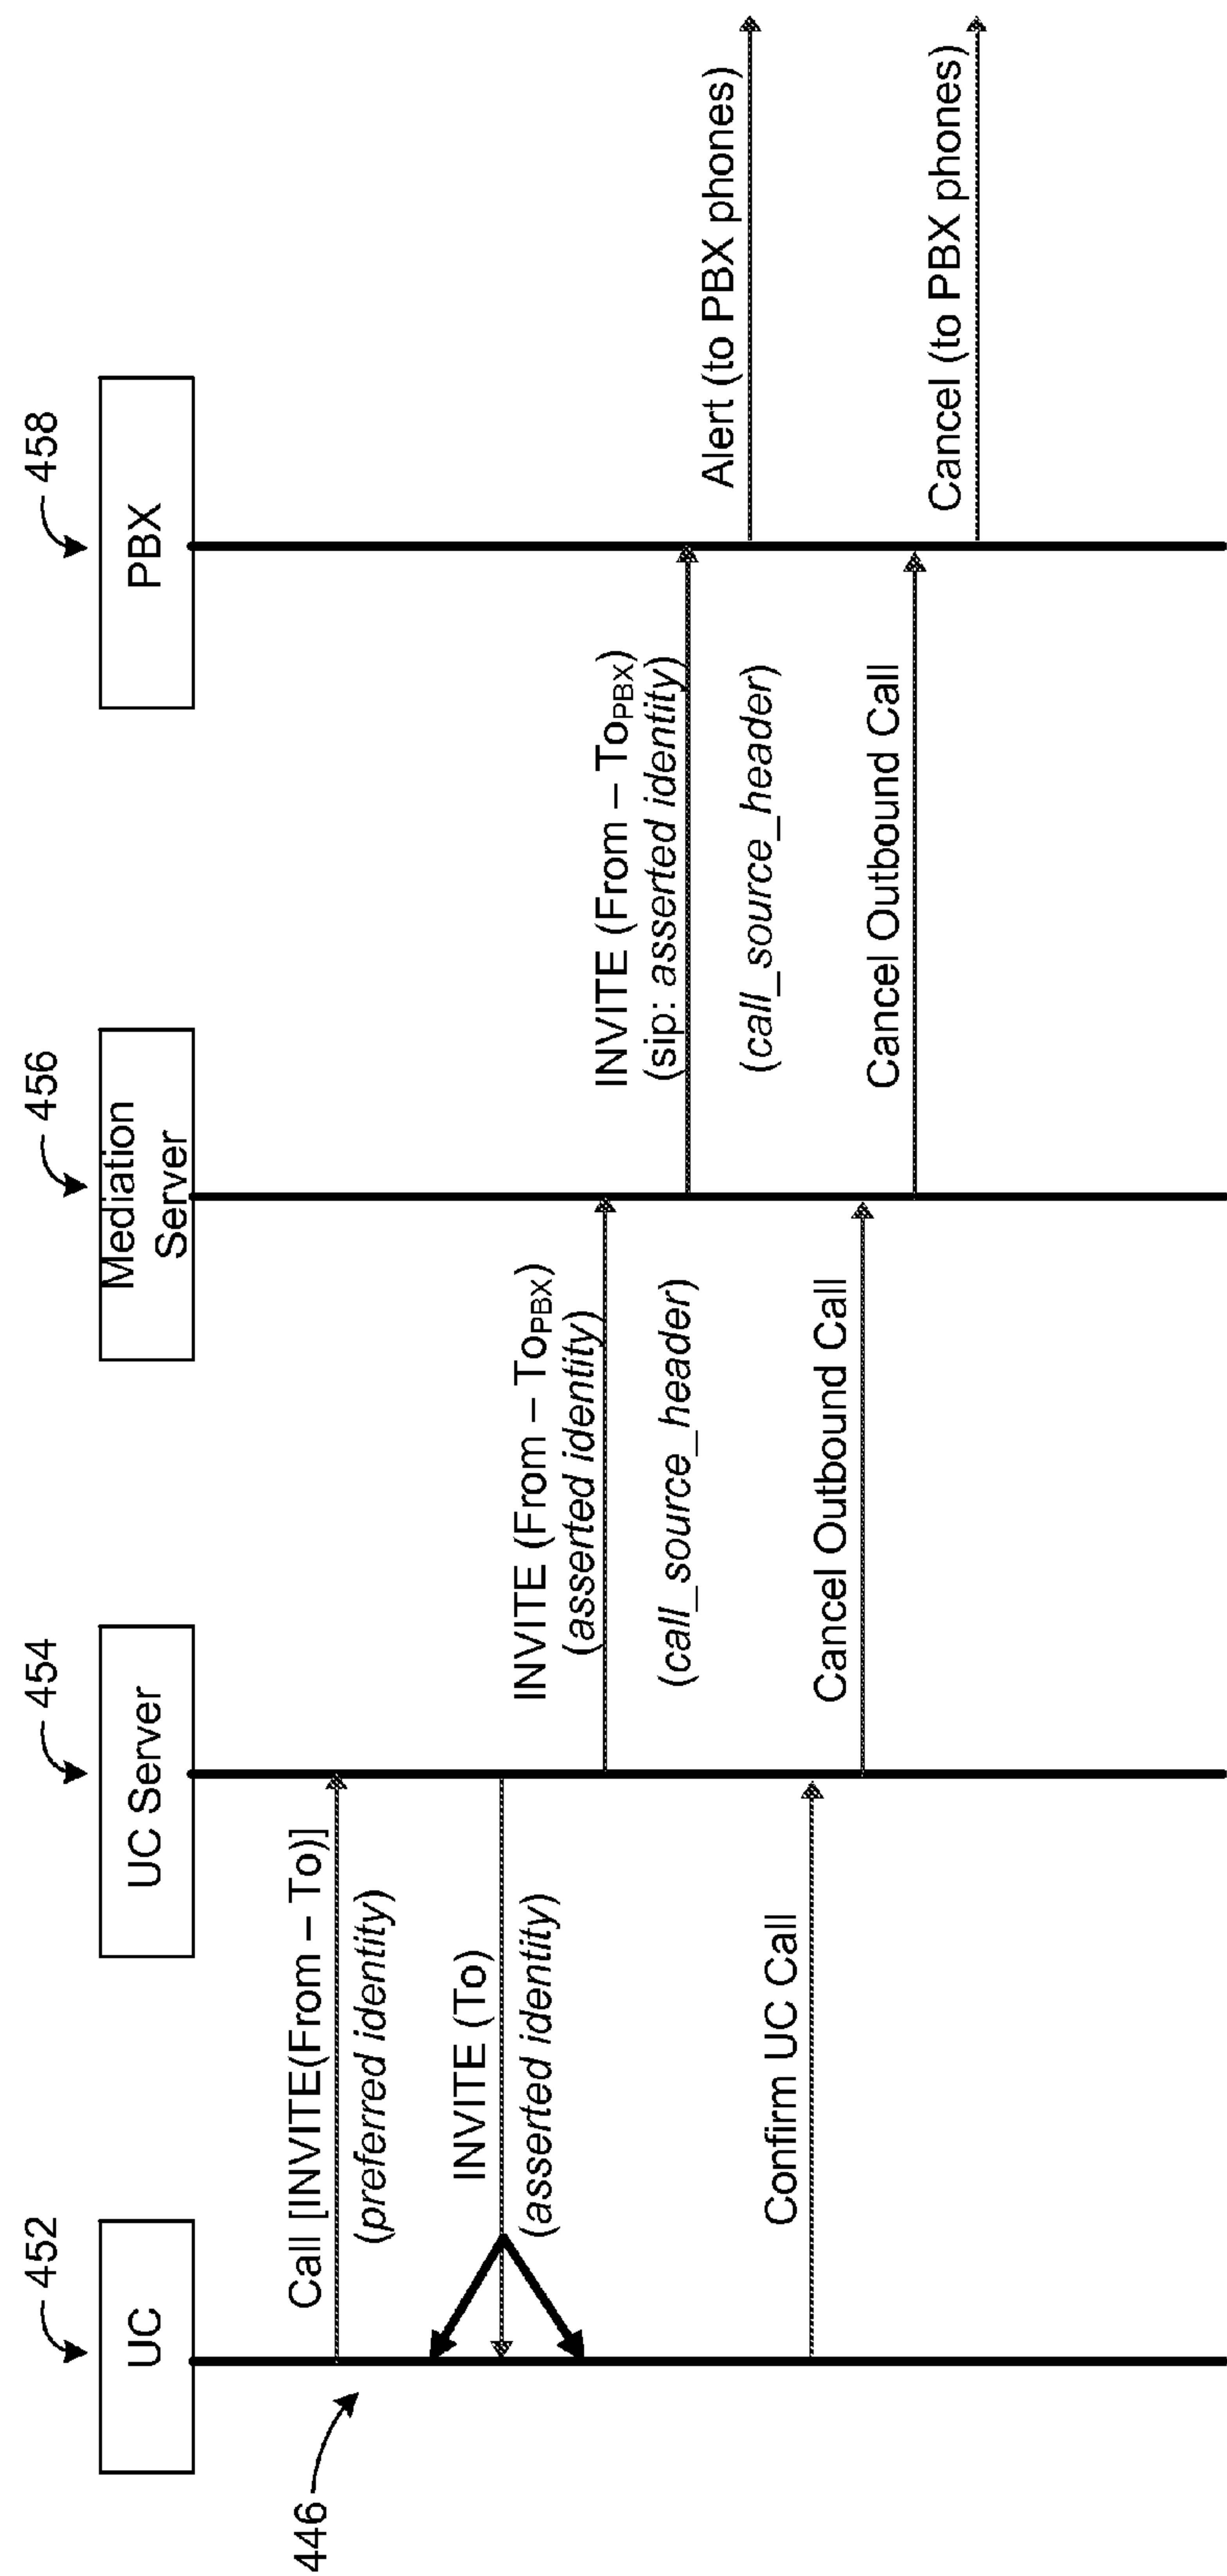 452
454
456
458
UC
UC Server
Mediation
Server
PBX
446
Call [INVITE(From – To)]
(preferred identity)
INVITE (To)
(asserted identity)
INVITE (From – ToPBX)
(asserted identity)
(call_source_header)
INVITE (From – ToPBX)
(sip: asserted identity)
(call_source_header)
Alert (to PBX phones)
Confirm UC Call
Cancel Outbound Call
Cancel Outbound Call
Cancel (to PBX phones)